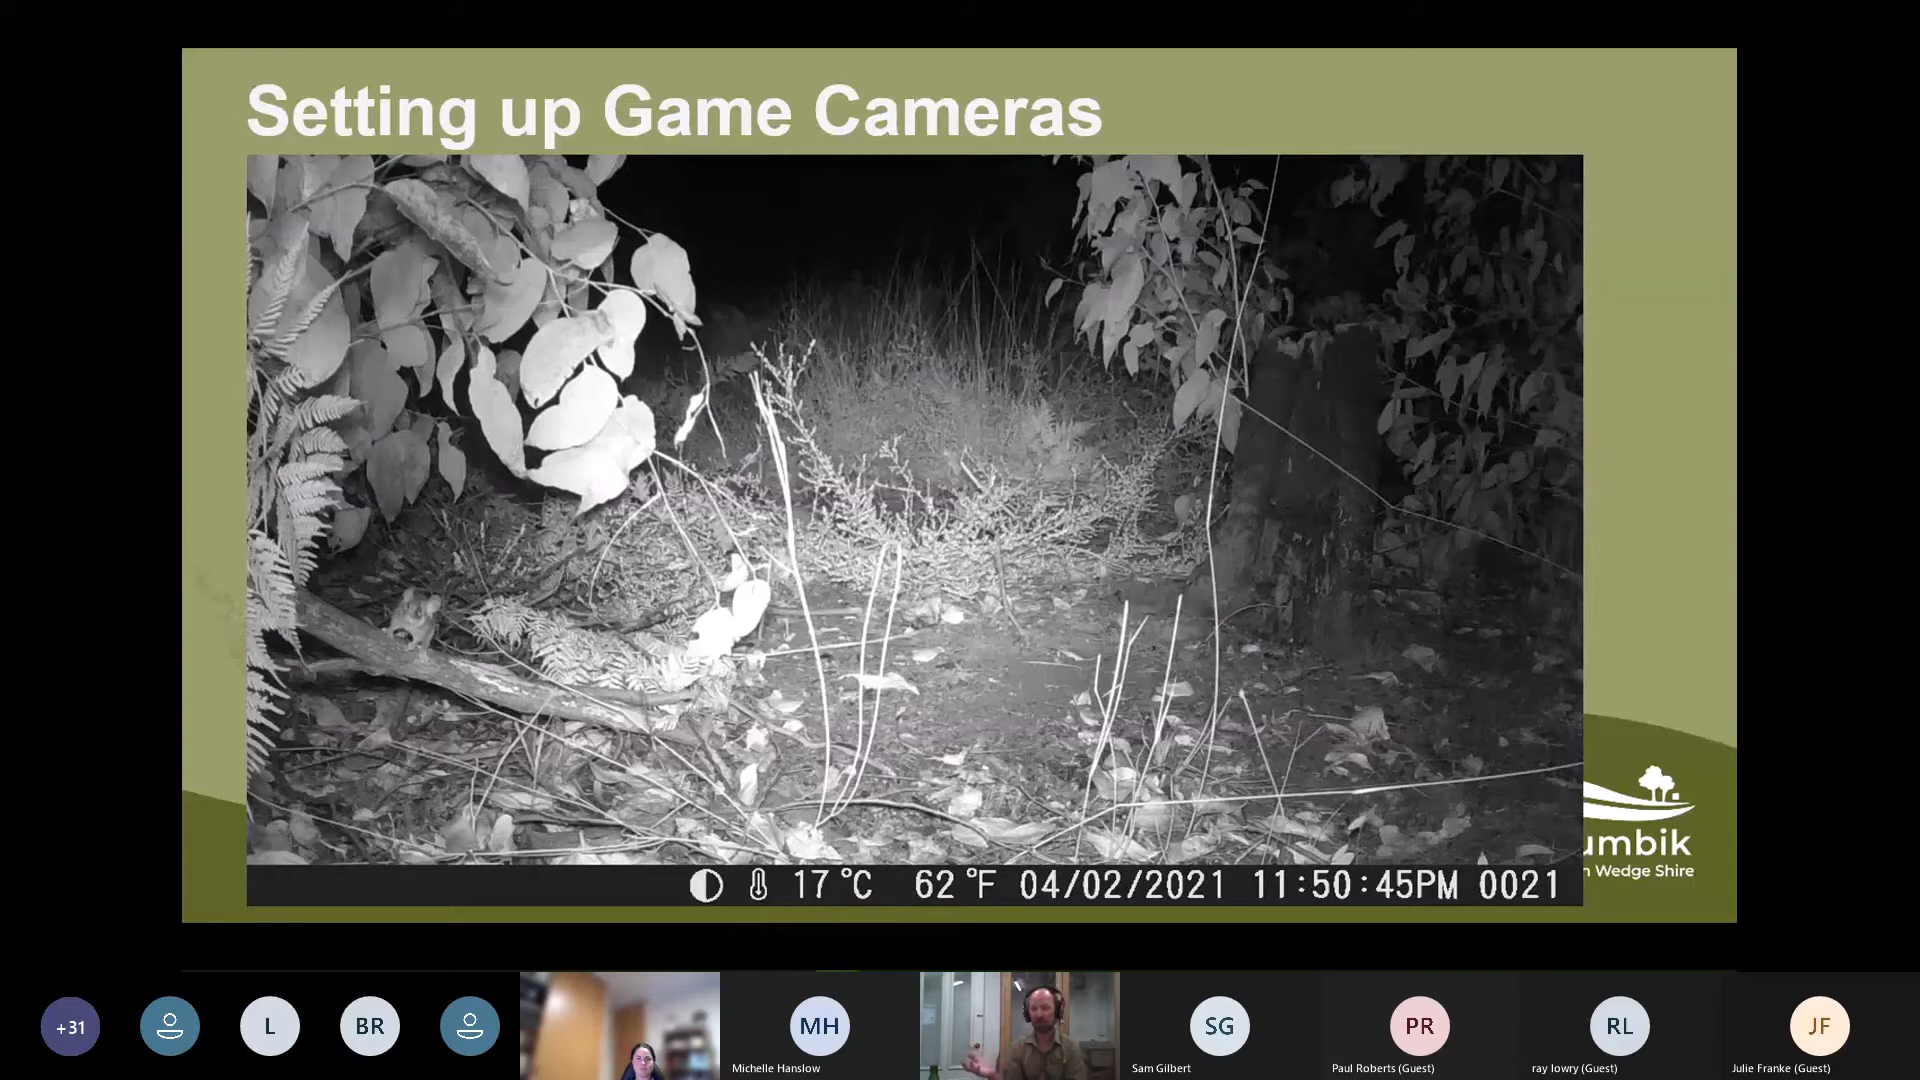 Setting up Game Cameras
umbik
n Wedge Shire
17 °C 62 °F 04/02/2021 11:50:45PM 0021
+31
L
BR
MH
SG
PR
RL
JF
Michelle Hanslow
Sam Gilbert
Paul Roberts (Guest)
ray lowry (Guest)
Julie Franke (Guest)